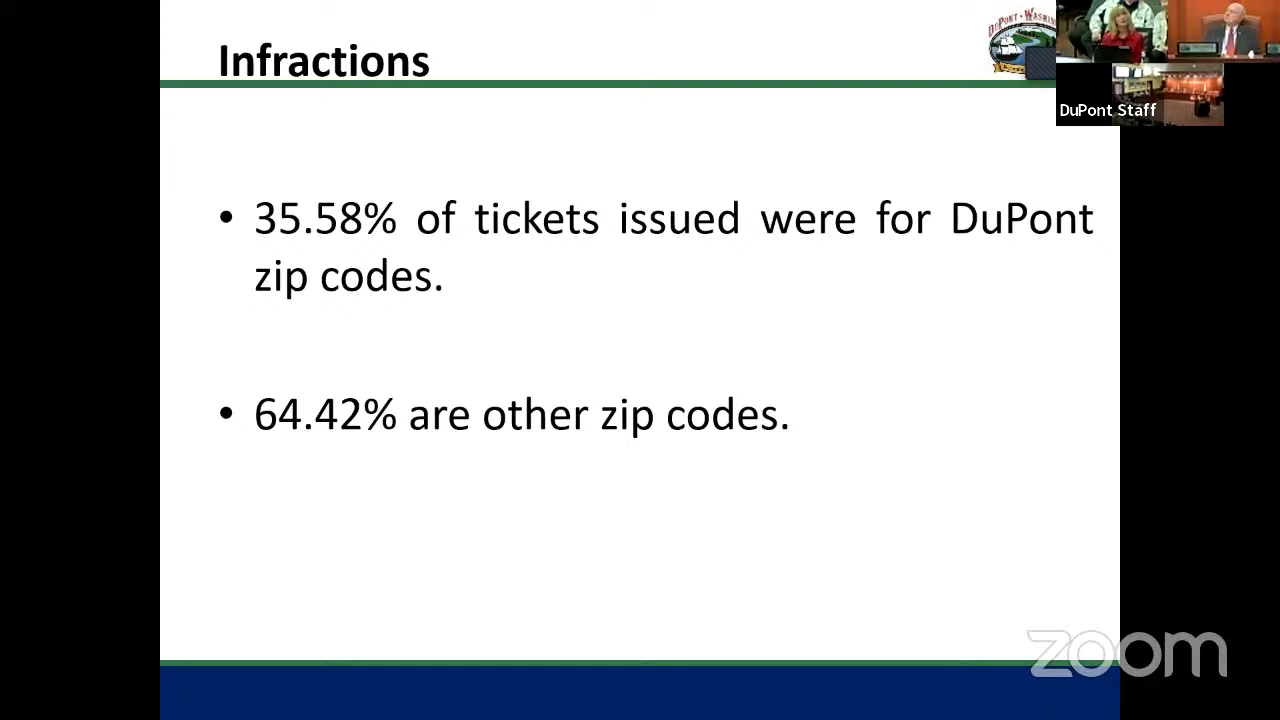 Infractions
DuPont Staff
• 35.58% of tickets issued were for DuPont
zip codes.
• 64.42% are other zip codes.
zoom